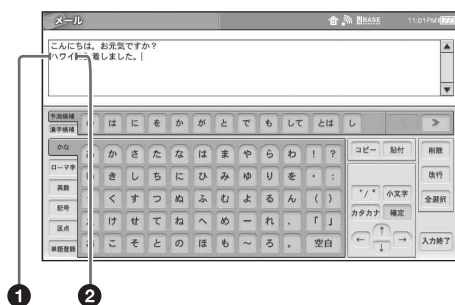 メール
BASE 11:01PM
こんにちは。お元気ですか?
ハワイ 着しました。
予測候補
漢字候補
は に を か が と で も して とは し ≫
かな
ローマ字
英数
記号
区点
単語登録
か さ た な は ま や ら わ ! ?
き し ち に ひ み ゆ り を ・ :
く す つ ぬ ふ む よ る ん ( )
け せ て ね へ め ー れ 、 「 」
こ そ と の ほ も ~ ろ 。 空白
コピー 貼付 削除
゛/゜ 小文字 改行
カタカナ 確定 全選択
← ↑ ↓ → 入力終了
1 2